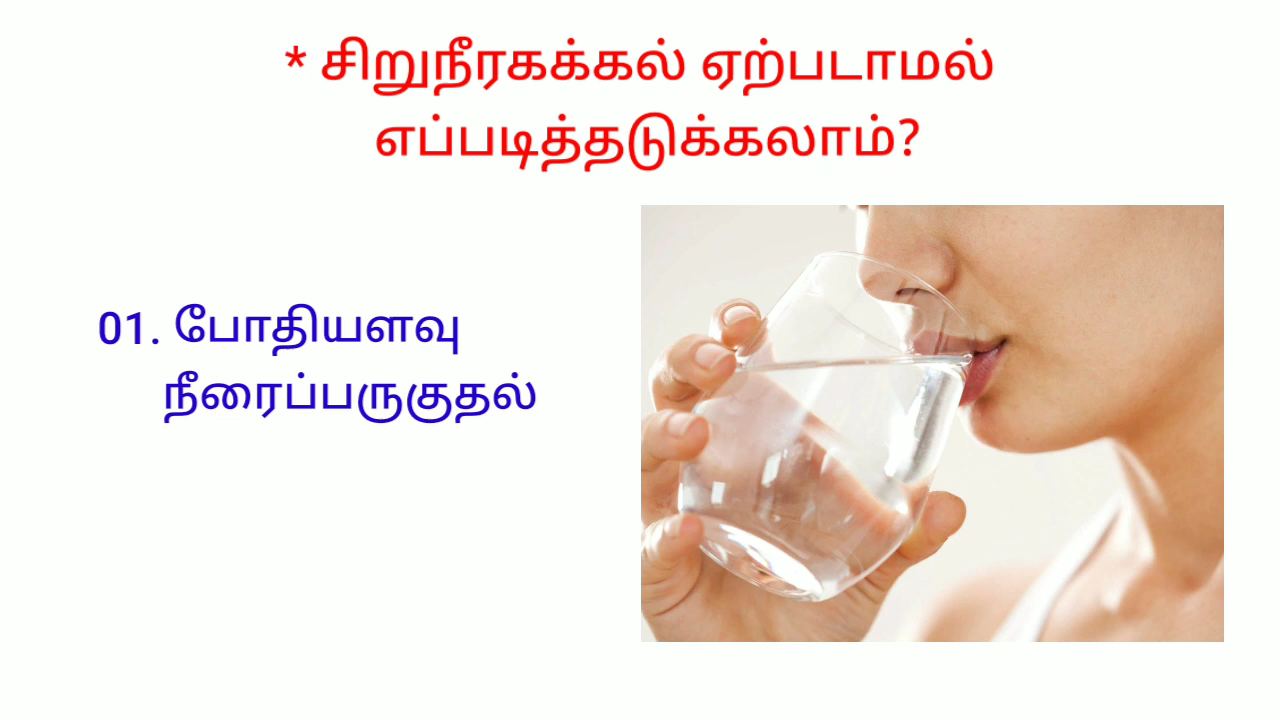 * சிறுநீரகக்கல் ஏற்படாமல்
எப்படித்தடுக்கலாம்?
01. போதியளவு
நீரைப்பருகுதல்